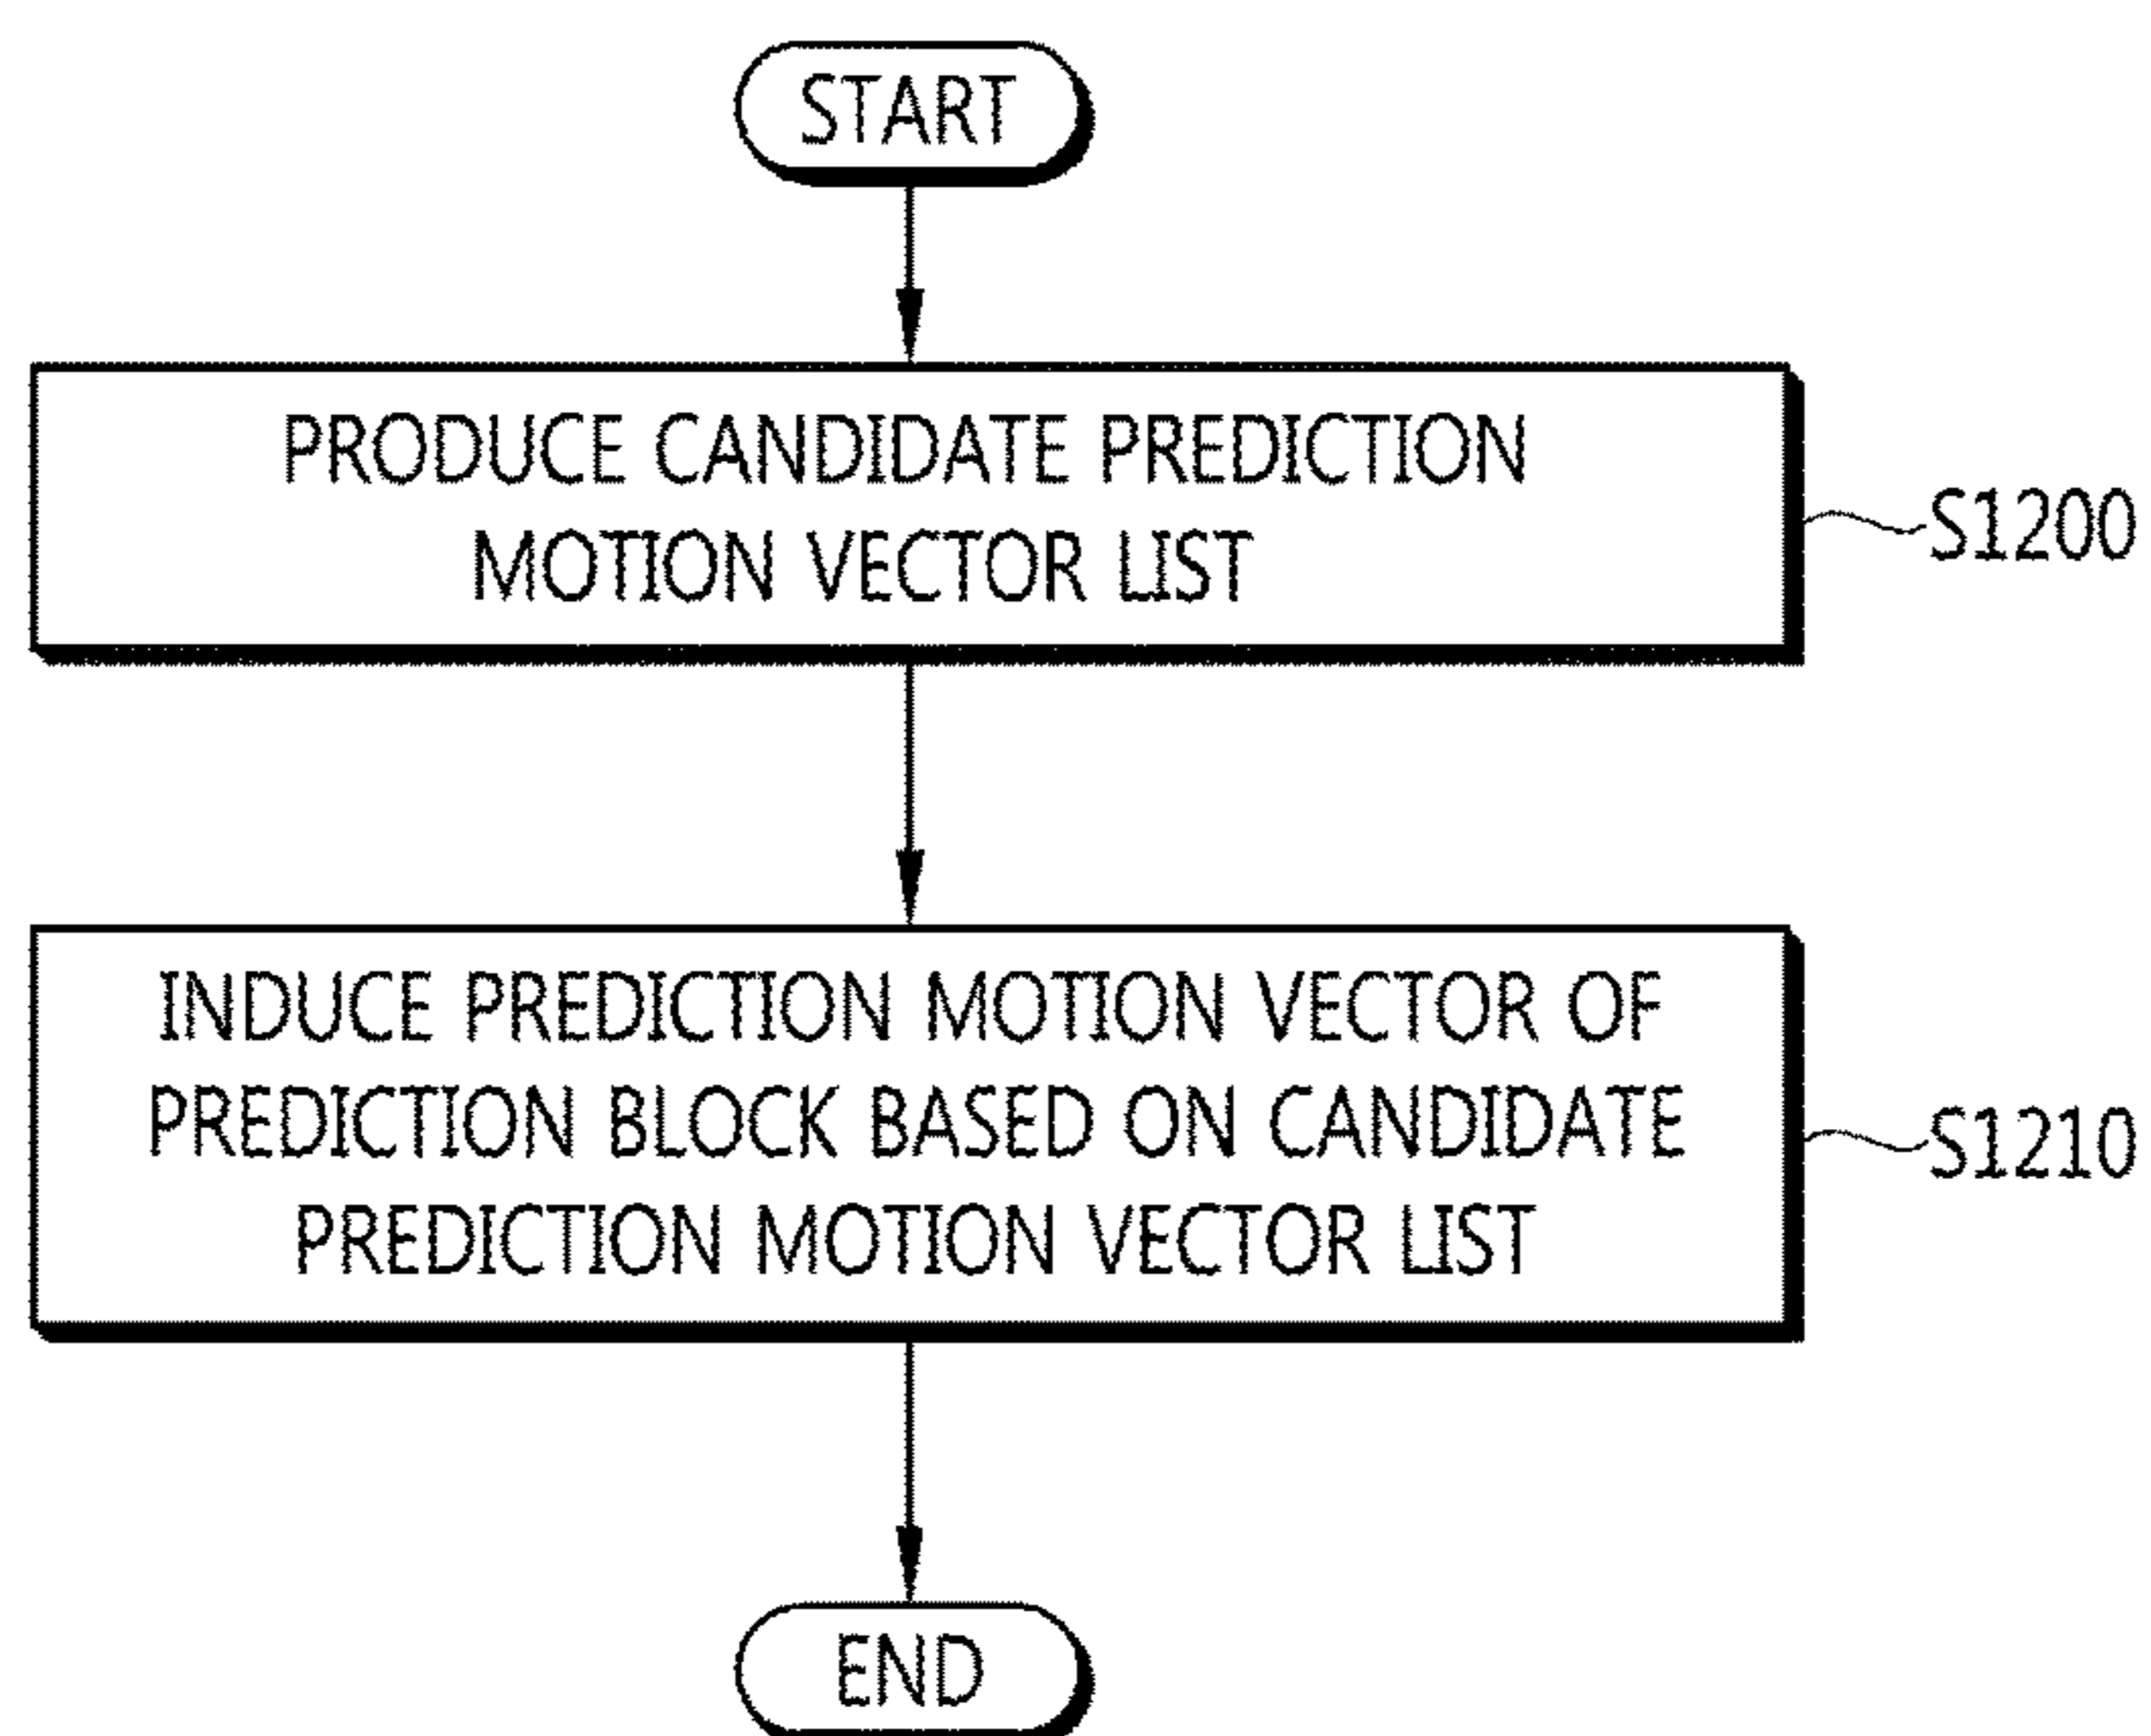 START
PRODUCE CANDIDATE PREDICTION
MOTION VECTOR LIST
S1200
INDUCE PREDICTION MOTION VECTOR OF
PREDICTION BLOCK BASED ON CANDIDATE
PREDICTION MOTION VECTOR LIST
S1210
END